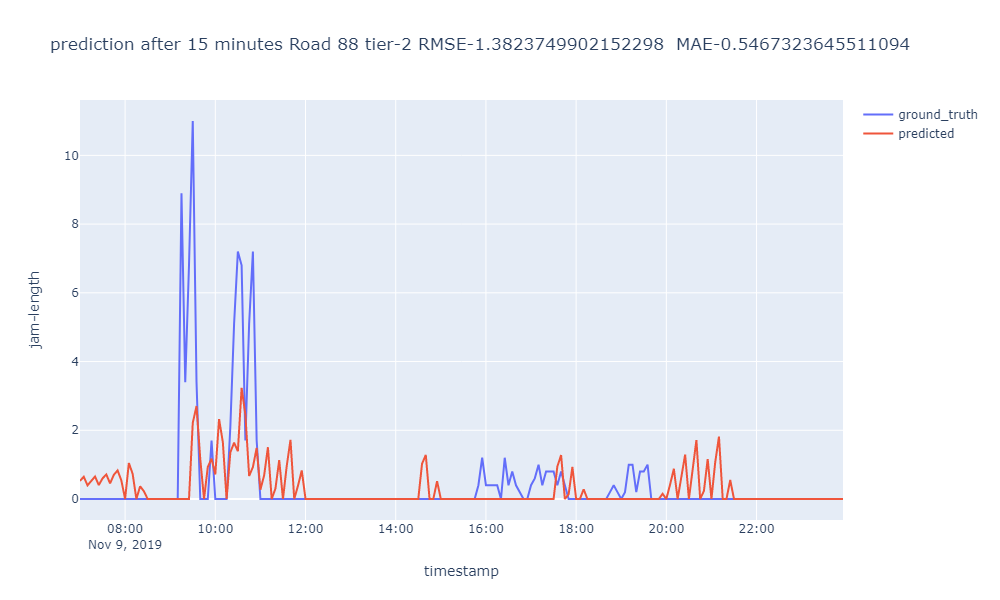 prediction after 15 minutes Road 88 tier-2 RMSE-1.3823749902152298  MAE-0.5467323645511094
ground_truth
predicted
10
8
6
4
2
0
jam-length
08:00 10:00 12:00 14:00 16:00 18:00 20:00 22:00
Nov 9, 2019
timestamp